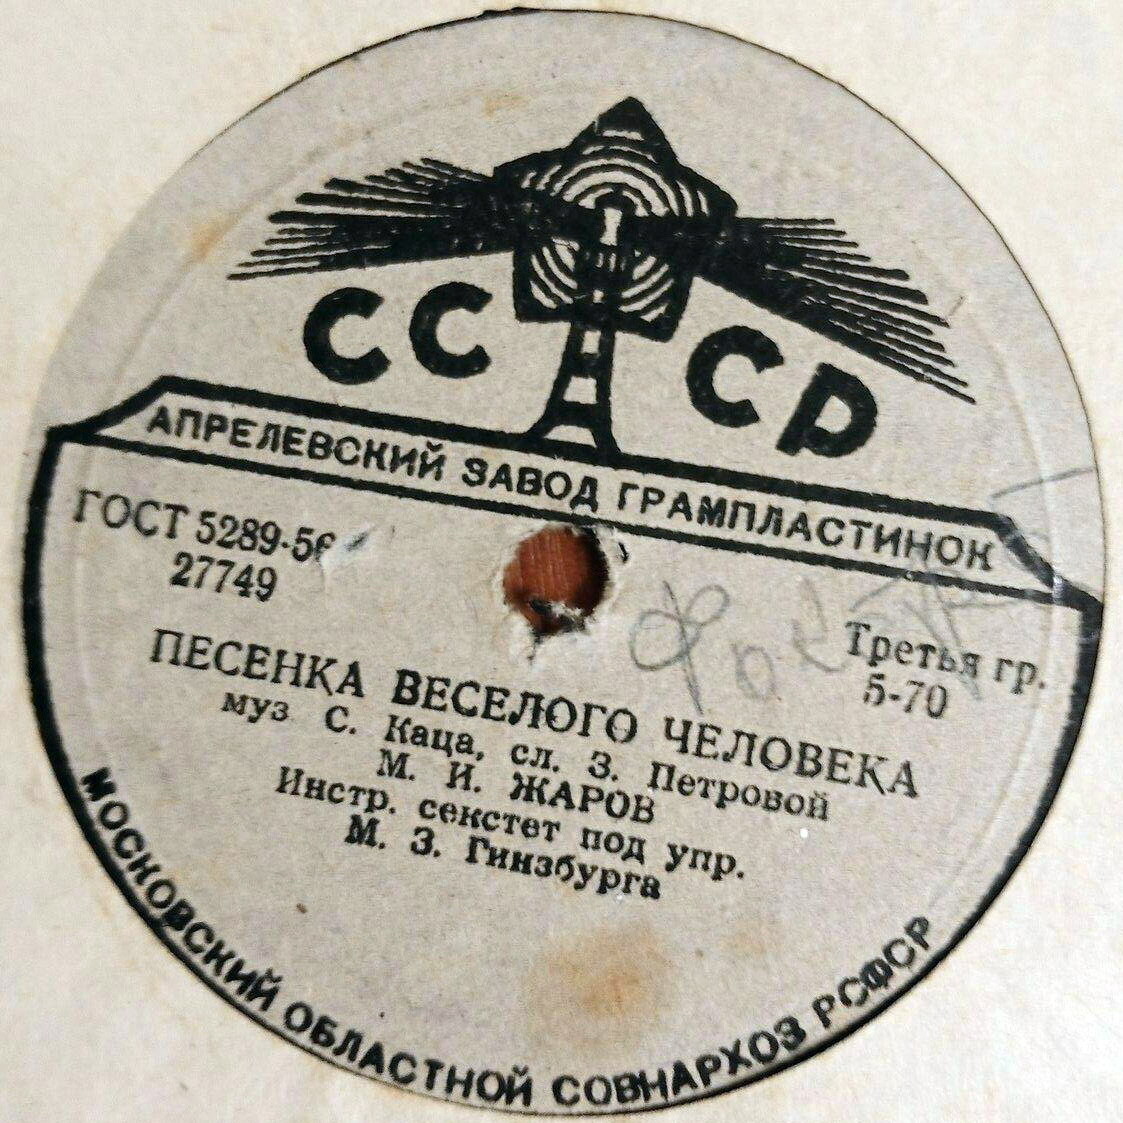 СССР
АПРЕЛЕВСКИЙ ЗАВОД ГРАМПЛАСТИНОК
ГОСТ 5289-56
27749
Третья гр.
5-70
ПЕСЕНКА ВЕСЕЛОГО ЧЕЛОВЕКА
муз С. Каца, сл. З. Петровой
М. И. ЖАРОВ
Инстр. секстет под упр.
М. З. Гинзбурга
МОСКОВСКИЙ ОБЛАСТНОЙ СОВНАРХОЗ РСФСР